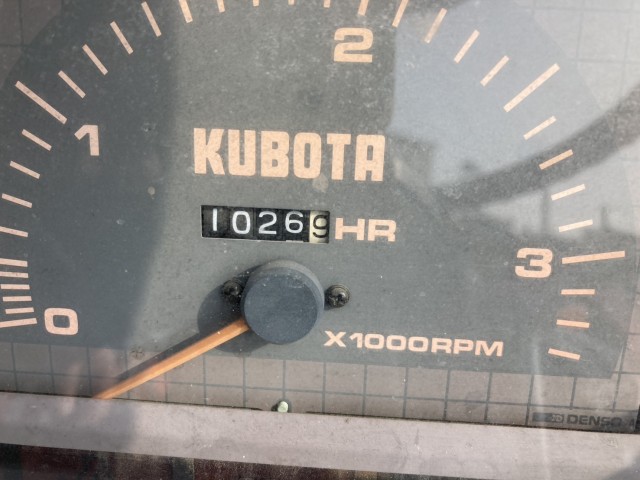 2
1
KUBOTA
10269 HR
3
0
X1000RPM
DENSO